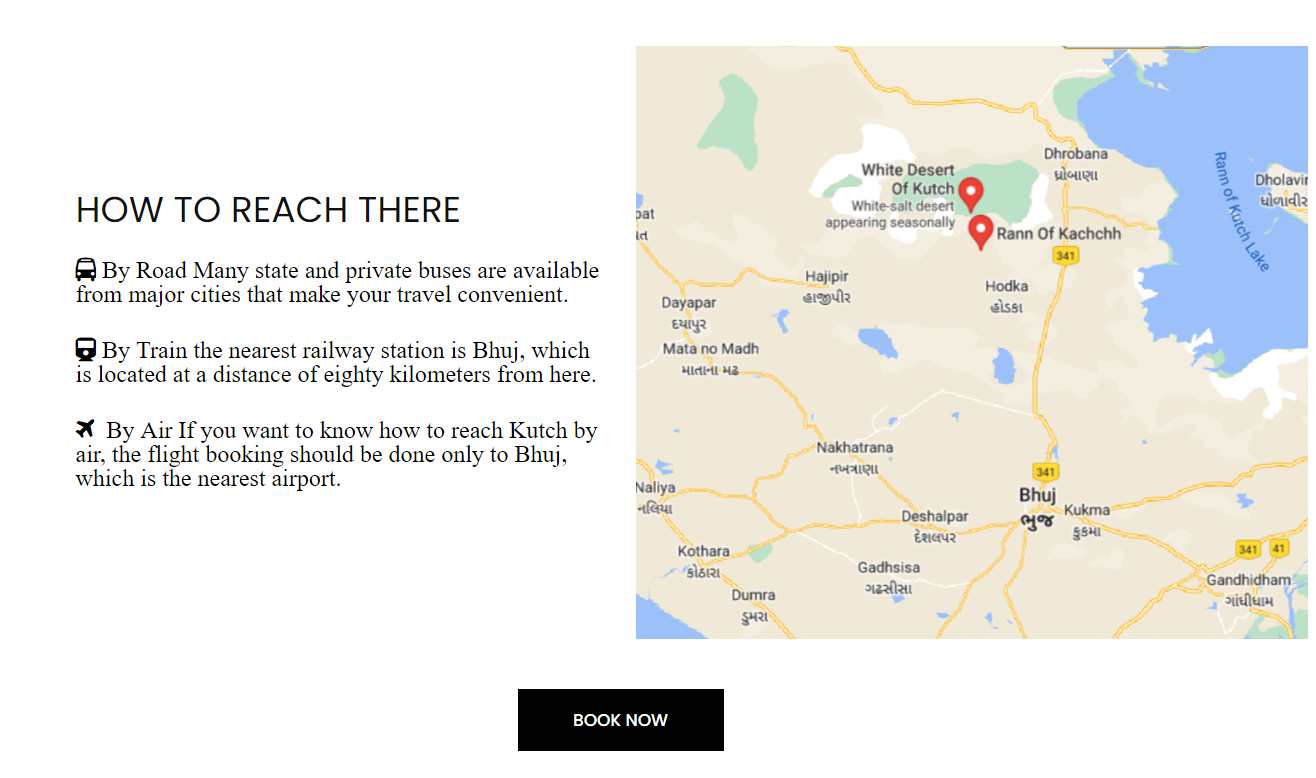 HOW TO REACH THERE
By Road Many state and private buses are available
from major cities that make your travel convenient.
By Train the nearest railway station is Bhuj, which
is located at a distance of eighty kilometers from here.
By Air If you want to know how to reach Kutch by
air, the flight booking should be done only to Bhuj,
which is the nearest airport.
Dhrobana
ધ્રોબાણા
White Desert
Of Kutch
White-salt desert
appearing seasonally
Rann Of Kachchh
Rann of Kutch Lake
Dholavir
ધોળાવીર
341
Hajipir
હાજીપીર
Hodka
હોડકા
Dayapar
દયાપુર
Mata no Madh
માતાના મઢ
Nakhatrana
નખત્રાણા
341
Naliya
નલિયા
Bhuj
ભુજ
Kukma
કુકમા
Deshalpar
દેશલપર
Kothara
કોઠારા
Gadhsisa
ગઢસીસા
341
41
Gandhidham
ગાંધીધામ
Dumra
ડુમરા
BOOK NOW